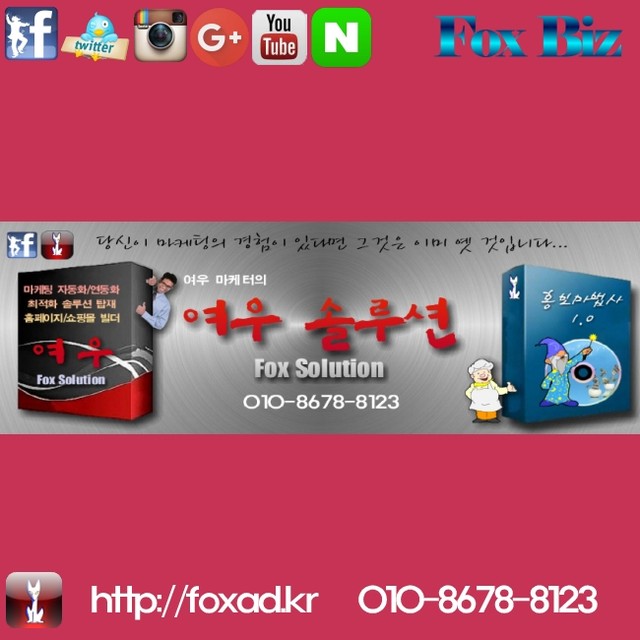 f twitter G+ You Tube N Fox Biz
당신이 마케팅의 경험이 있다면 그것은 이미 옛 것입니다...
마케팅 자동화/연동화
최적화 솔루션 탑재
홈페이지/쇼핑몰 빌더
여우
Fox Solution
여우 마케터의
여우 솔루션
Fox Solution
010-8678-8123
홍보마법사
1.0
http://foxad.kr 010-8678-8123